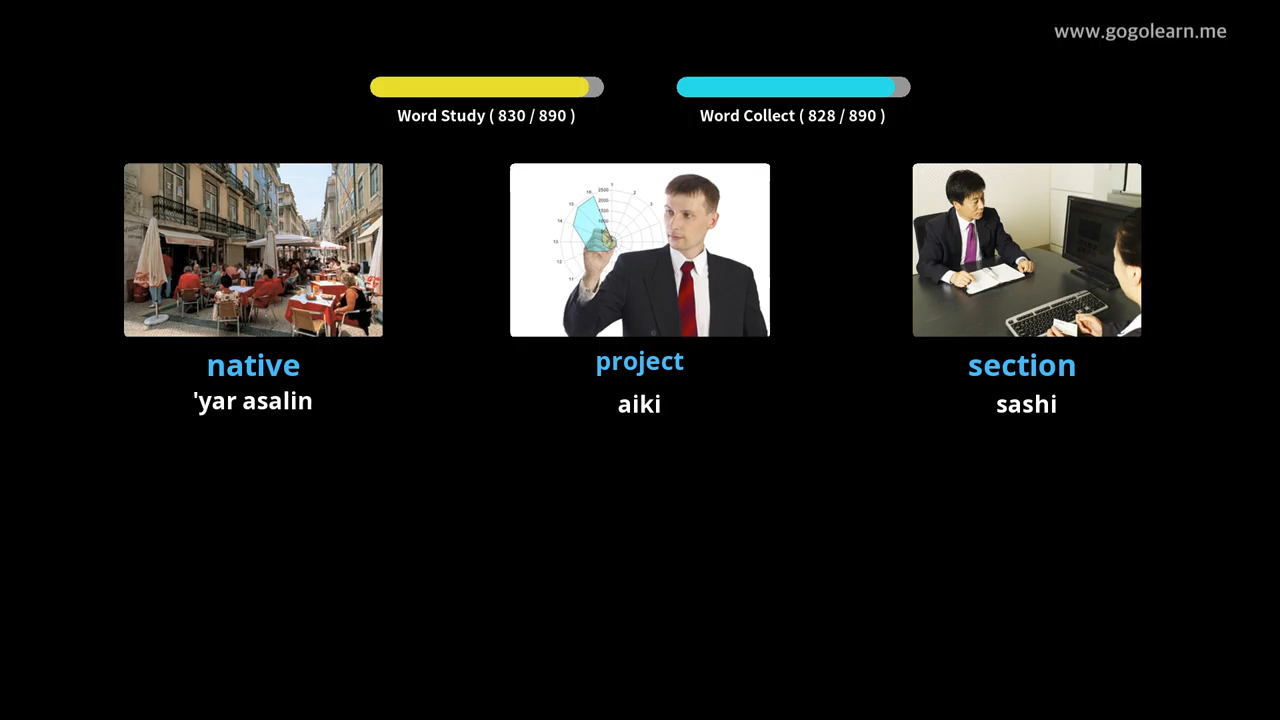 www.gogolearn.me
Word Study ( 830 / 890 )
Word Collect ( 828 / 890 )
native
'yar asalin
project
aiki
section
sashi